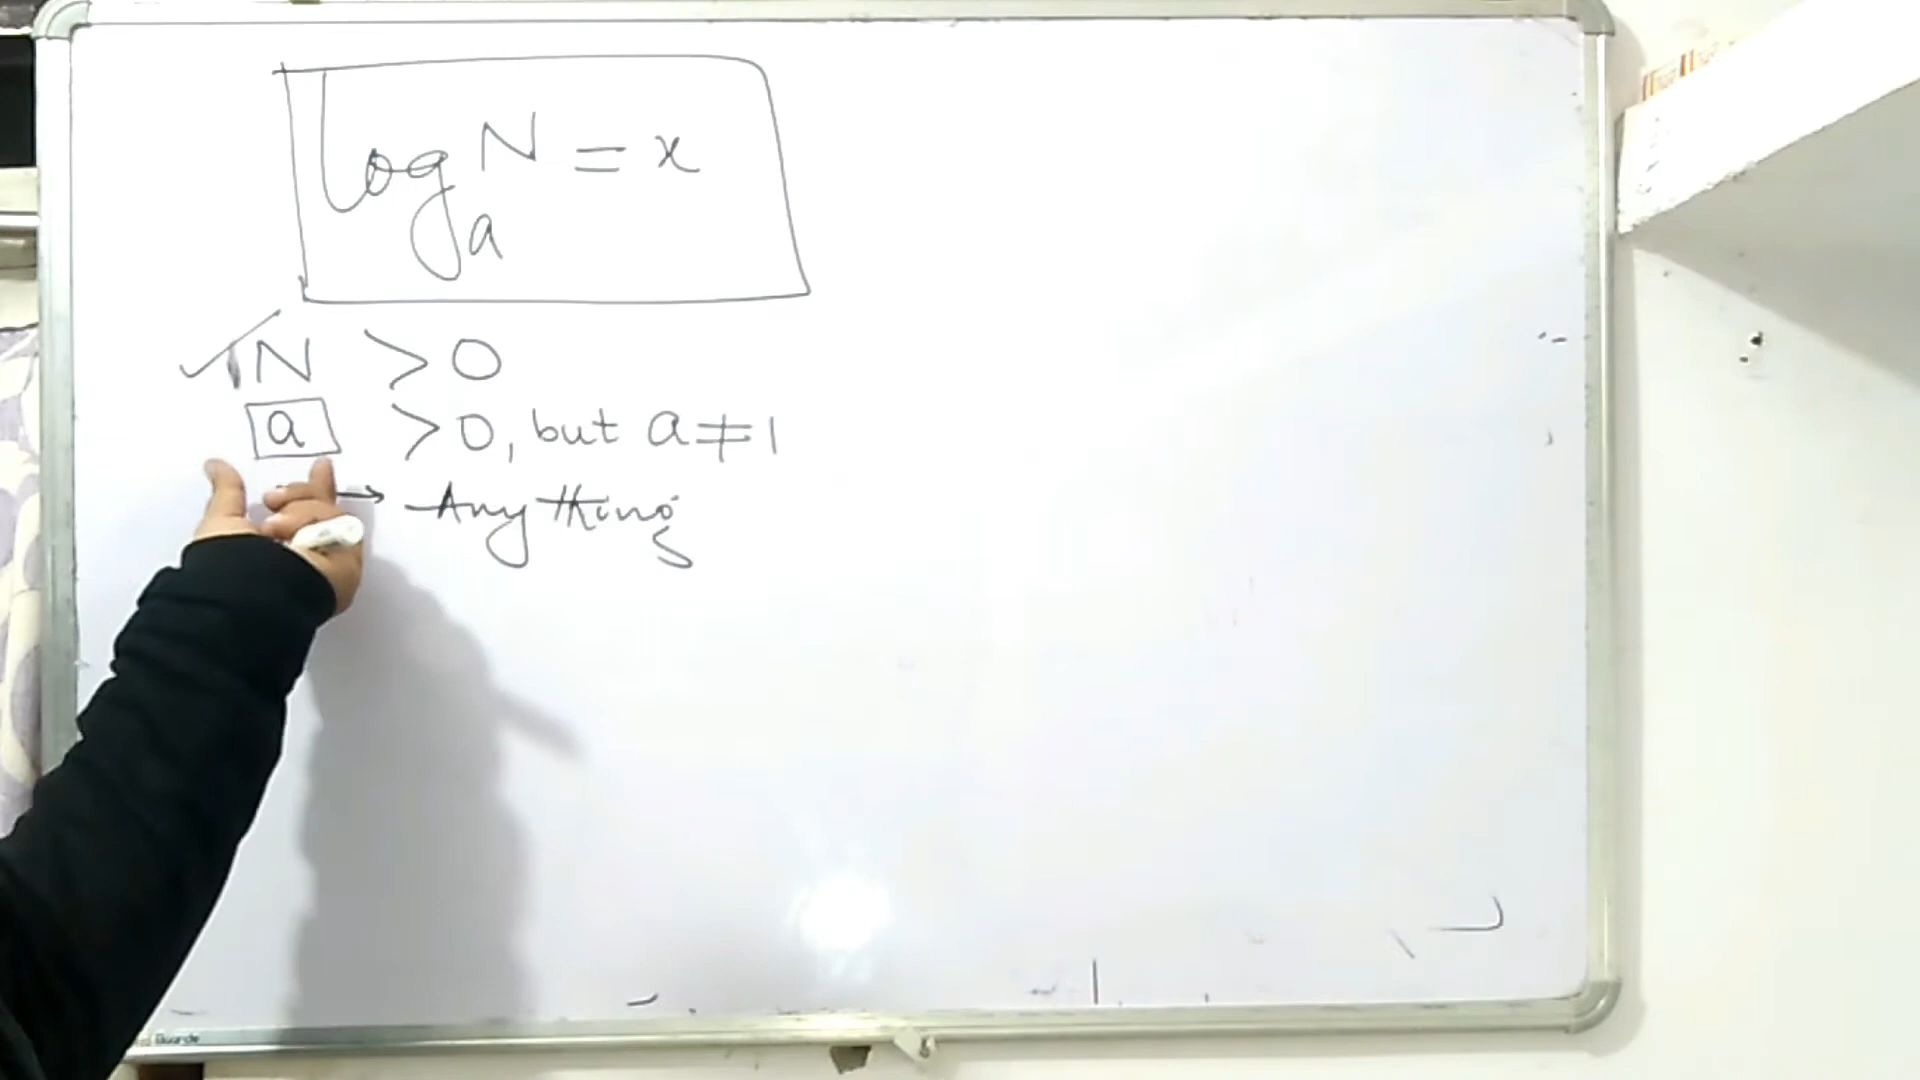 log_a N = x
N > 0
a > 0, but a ≠ 1
→ Anything